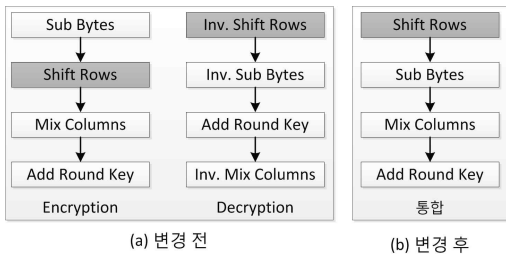 Sub Bytes
Shift Rows
Mix Columns
Add Round Key
Encryption
Inv. Shift Rows
Inv. Sub Bytes
Add Round Key
Inv. Mix Columns
Decryption
(a) 변경 전
Shift Rows
Sub Bytes
Mix Columns
Add Round Key
통합
(b) 변경 후